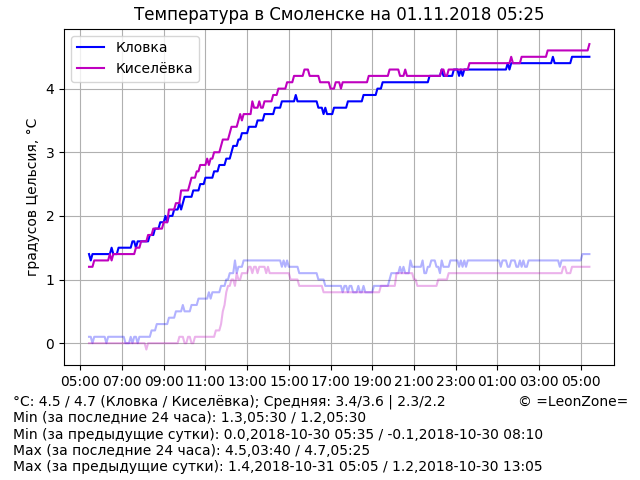 Температура в Смоленске на 01.11.2018 05:25
Кловка
Киселёвка
градусов Цельсия, °C
4
3
2
1
0
05:00 07:00 09:00 11:00 13:00 15:00 17:00 19:00 21:00 23:00 01:00 03:00 05:00
°C: 4.5 / 4.7 (Кловка / Киселёвка); Средняя: 3.4/3.6 | 2.3/2.2 © =LeonZone=
Min (за последние 24 часа): 1.3,05:30 / 1.2,05:30
Min (за предыдущие сутки): 0.0,2018-10-30 05:35 / -0.1,2018-10-30 08:10
Max (за последние 24 часа): 4.5,03:40 / 4.7,05:25
Max (за предыдущие сутки): 1.4,2018-10-31 05:05 / 1.2,2018-10-30 13:05